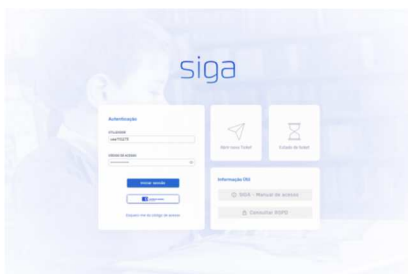 siga
Autenticação
UTILIZADOR
Abrir novo Ticket
Estado do ticket
Iniciar sessão
Informação (SI)
SIGA - Manual de acesso
Consultar RGPD